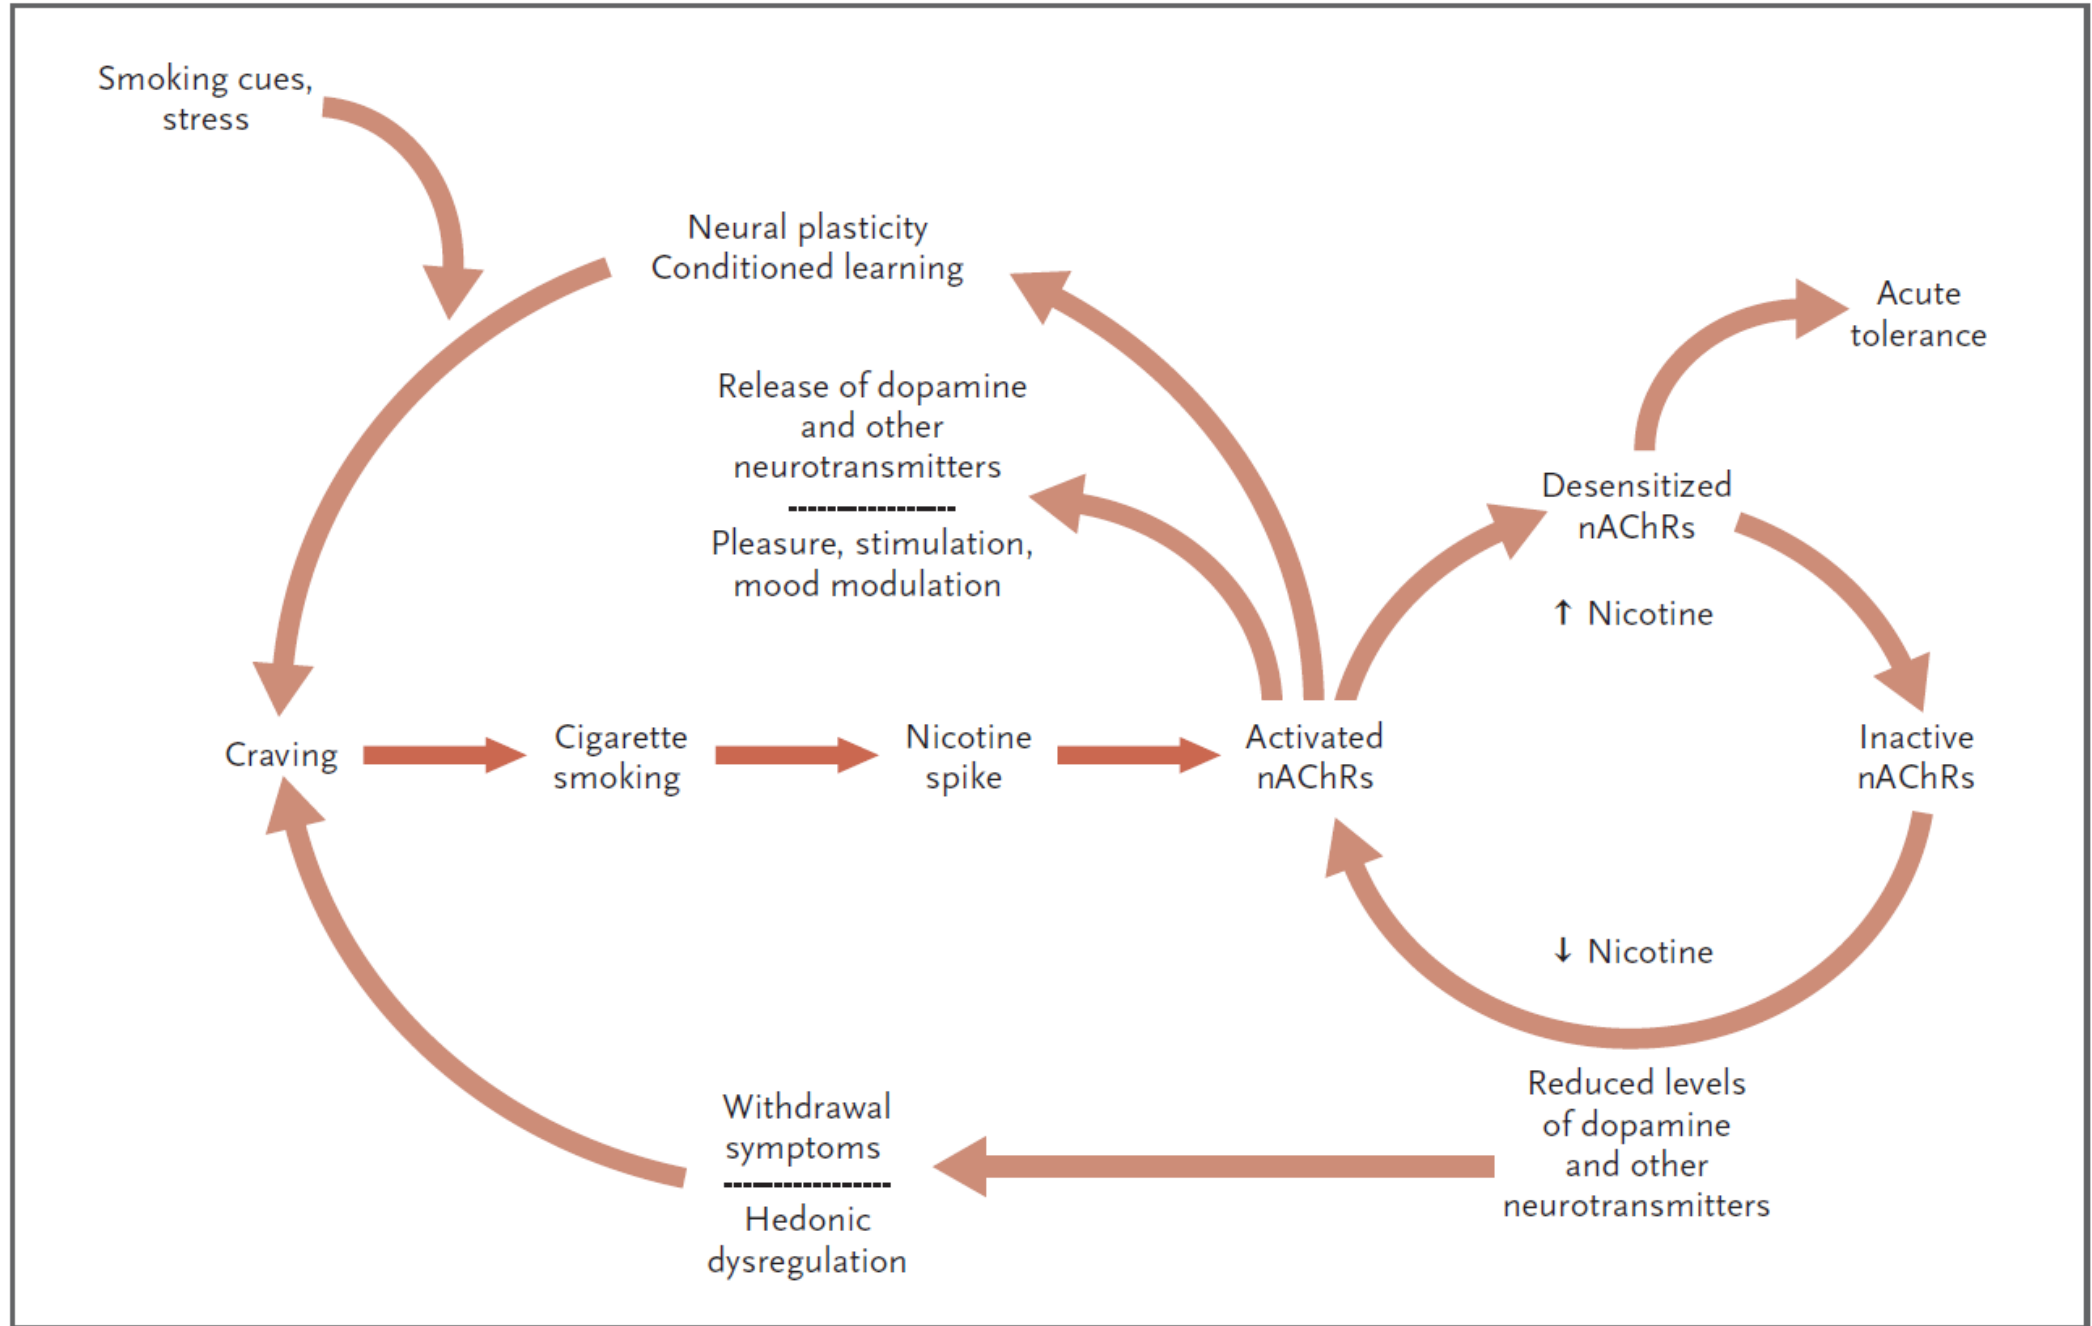 Smoking cues,
stress
Neural plasticity
Conditioned learning
Release of dopamine
and other
neurotransmitters
Pleasure, stimulation,
mood modulation
Acute
tolerance
Desensitized
nAChRs
↑ Nicotine
Craving
Cigarette
smoking
Nicotine
spike
Activated
nAChRs
Inactive
nAChRs
↓ Nicotine
Reduced levels
of dopamine
and other
neurotransmitters
Withdrawal
symptoms
Hedonic
dysregulation